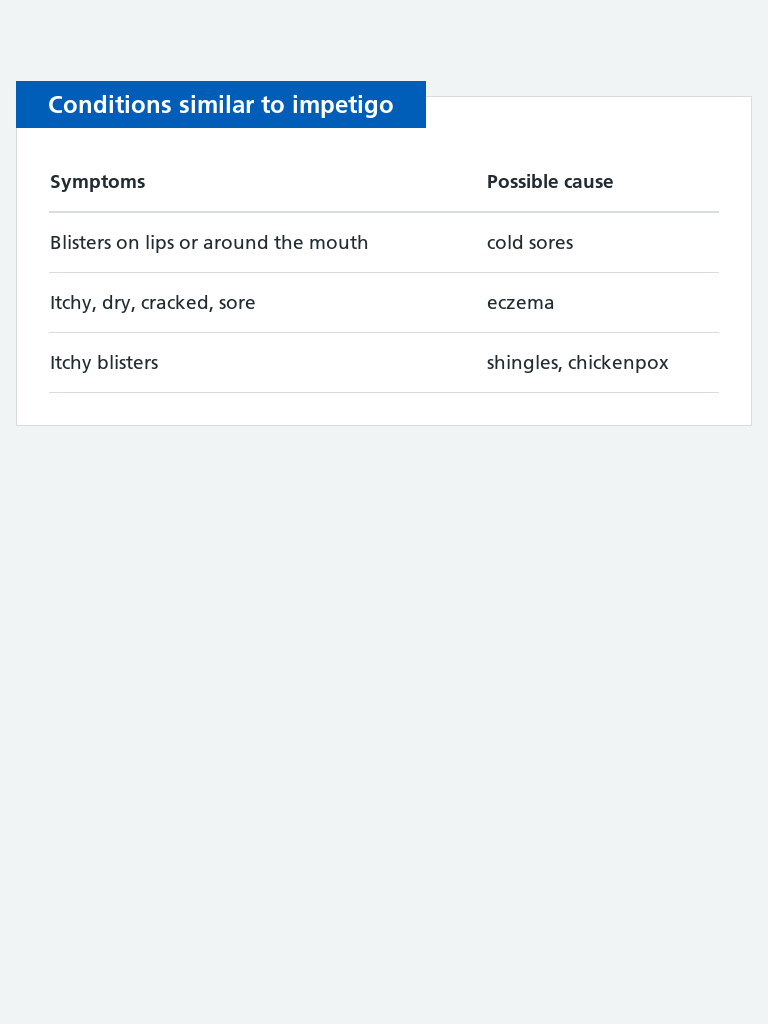 Conditions similar to impetigo
Symptoms Possible cause
Blisters on lips or around the mouth cold sores
Itchy, dry, cracked, sore eczema
Itchy blisters shingles, chickenpox